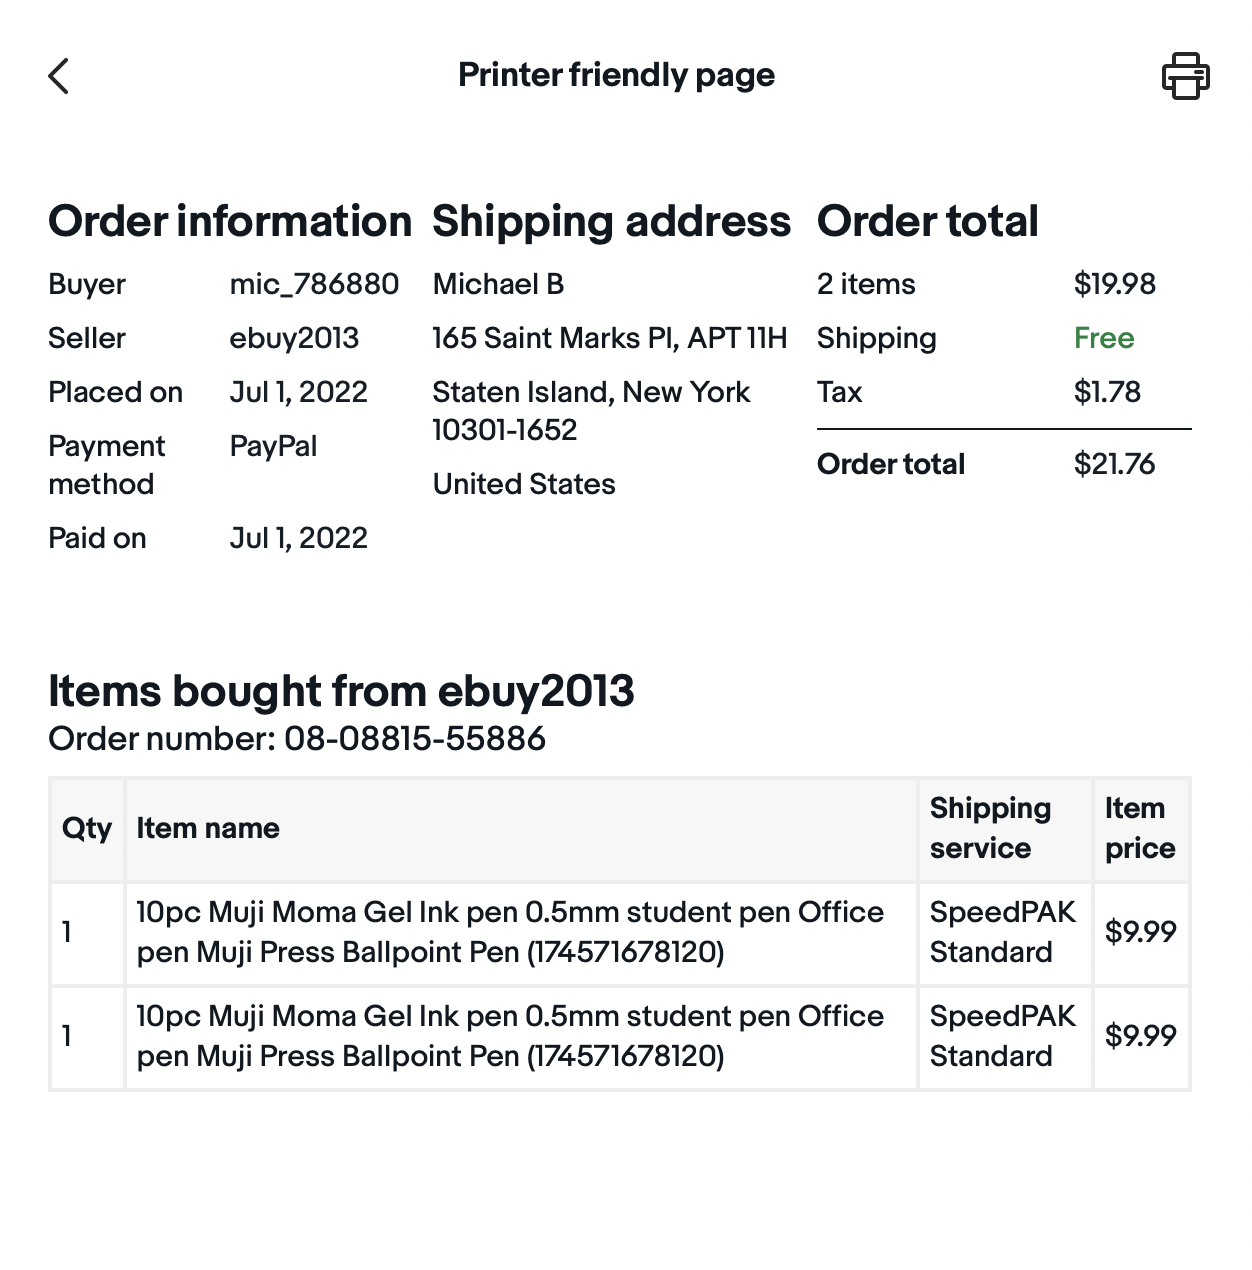 Printer friendly page
Order information
Buyer mic_786880
Seller ebuy2013
Placed on Jul 1, 2022
Payment method PayPal
Paid on Jul 1, 2022
Shipping address
Michael B
165 Saint Marks Pl, APT 11H
Staten Island, New York
10301-1652
United States
Order total
2 items $19.98
Shipping Free
Tax $1.78
Order total $21.76
Items bought from ebuy2013
Order number: 08-08815-55886
Qty Item name Shipping service Item price
1 10pc Muji Moma Gel Ink pen 0.5mm student pen Office pen Muji Press Ballpoint Pen (174571678120) SpeedPAK Standard $9.99
1 10pc Muji Moma Gel Ink pen 0.5mm student pen Office pen Muji Press Ballpoint Pen (174571678120) SpeedPAK Standard $9.99